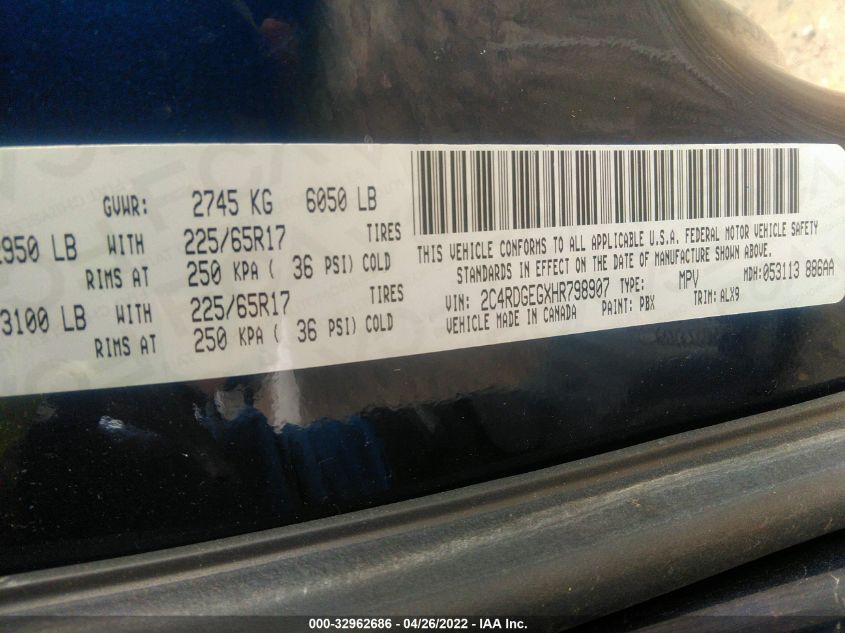 GVWR: 2745 KG 6050 LB
950 LB WITH 225/65R17 TIRES
RIMS AT 250 KPA ( 36 PSI) COLD
3100 LB WITH 225/65R17 TIRES
RIMS AT 250 KPA ( 36 PSI) COLD
THIS VEHICLE CONFORMS TO ALL APPLICABLE U.S.A. FEDERAL MOTOR VEHICLE SAFETY
STANDARDS IN EFFECT ON THE DATE OF MANUFACTURE SHOWN ABOVE.
VIN: 2C4RDGEGXHR798907 TYPE: MPV MDH: 053113 886AA
VEHICLE MADE IN CANADA PAINT: PBX TRIM: ALX9
000-32962686 - 04/26/2022 - IAA Inc.